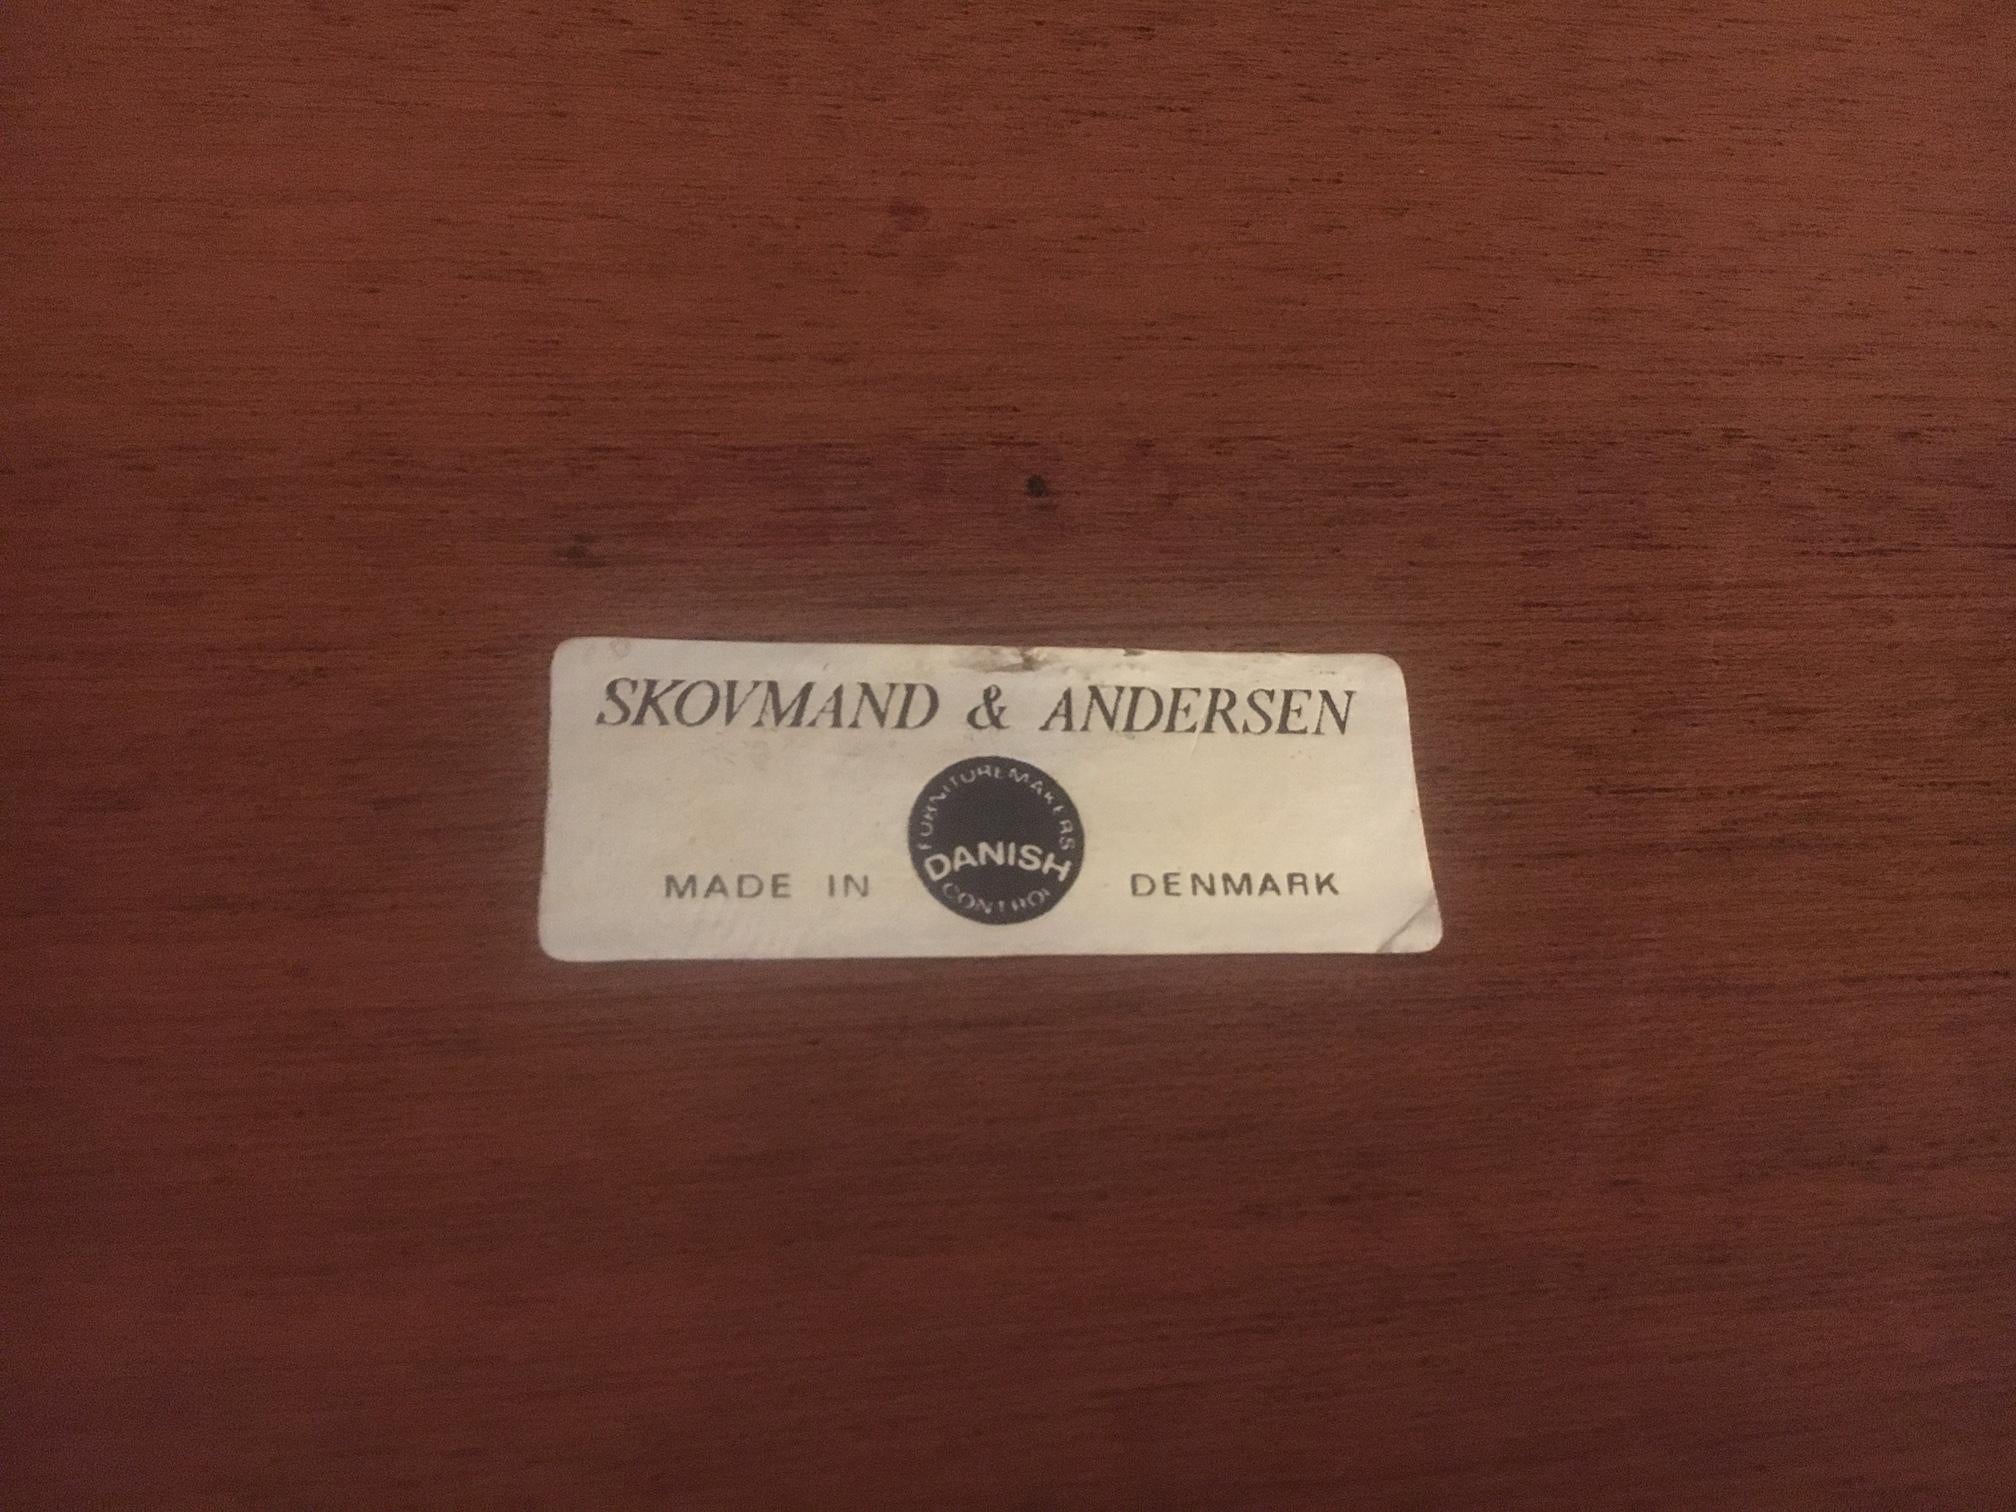 SKOVMAND & ANDERSEN
FURNITUREMAKERS
DANISH
CONTROL
MADE IN DENMARK